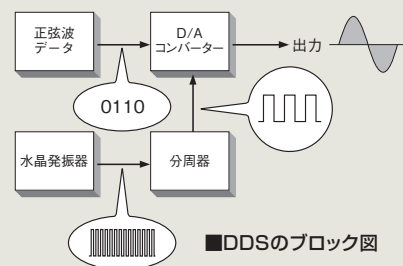 正弦波
データ
D/A
コンバーター
出力
0110
水晶発振器
分周器
■DDSのブロック図